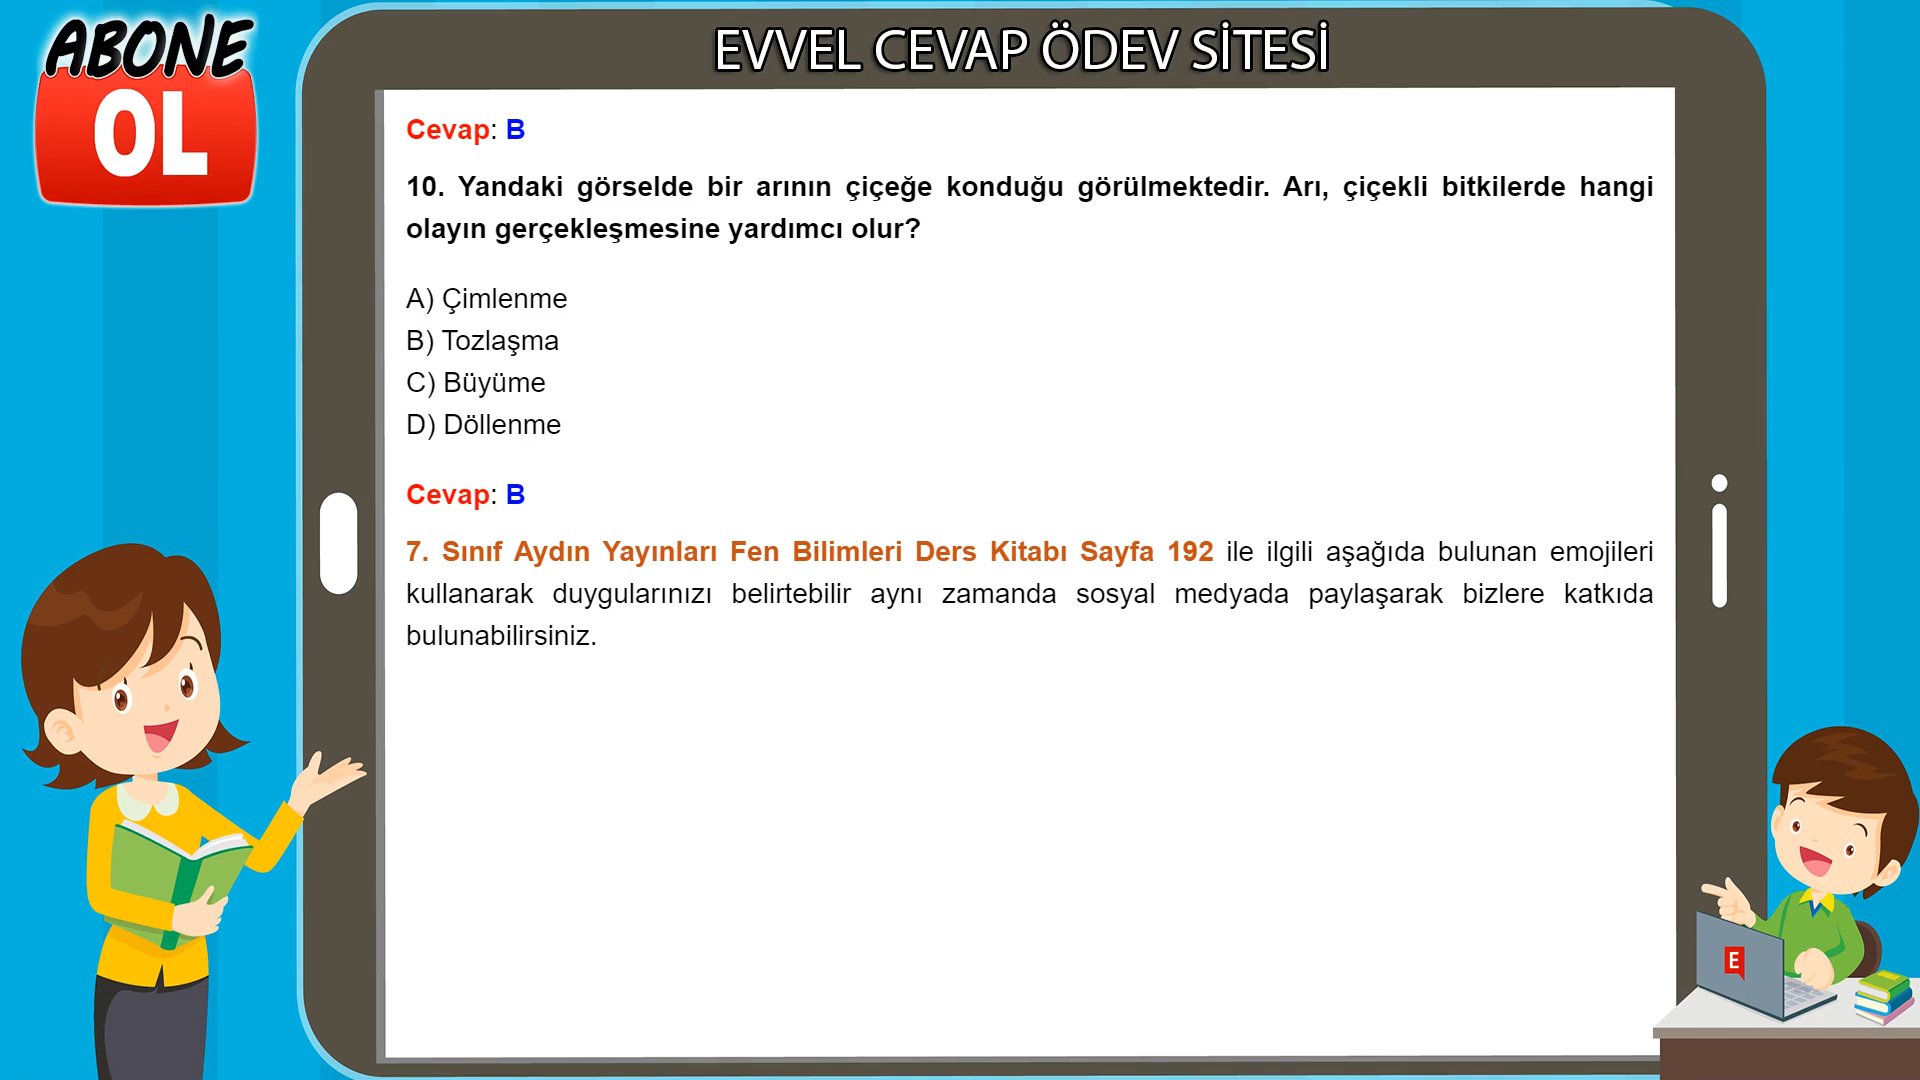 ABONE
OL
EVVEL CEVAP ÖDEV SİTESİ
Cevap: B
10. Yandaki görselde bir arının çiçeğe konduğu görülmektedir. Arı, çiçekli bitkilerde hangi
olayın gerçekleşmesine yardımcı olur?
A) Çimlenme
B) Tozlaşma
C) Büyüme
D) Döllenme
Cevap: B
7. Sınıf Aydın Yayınları Fen Bilimleri Ders Kitabı Sayfa 192 ile ilgili aşağıda bulunan emojileri
kullanarak duygularınızı belirtebilir aynı zamanda sosyal medyada paylaşarak bizlere katkıda
bulunabilirsiniz.
E